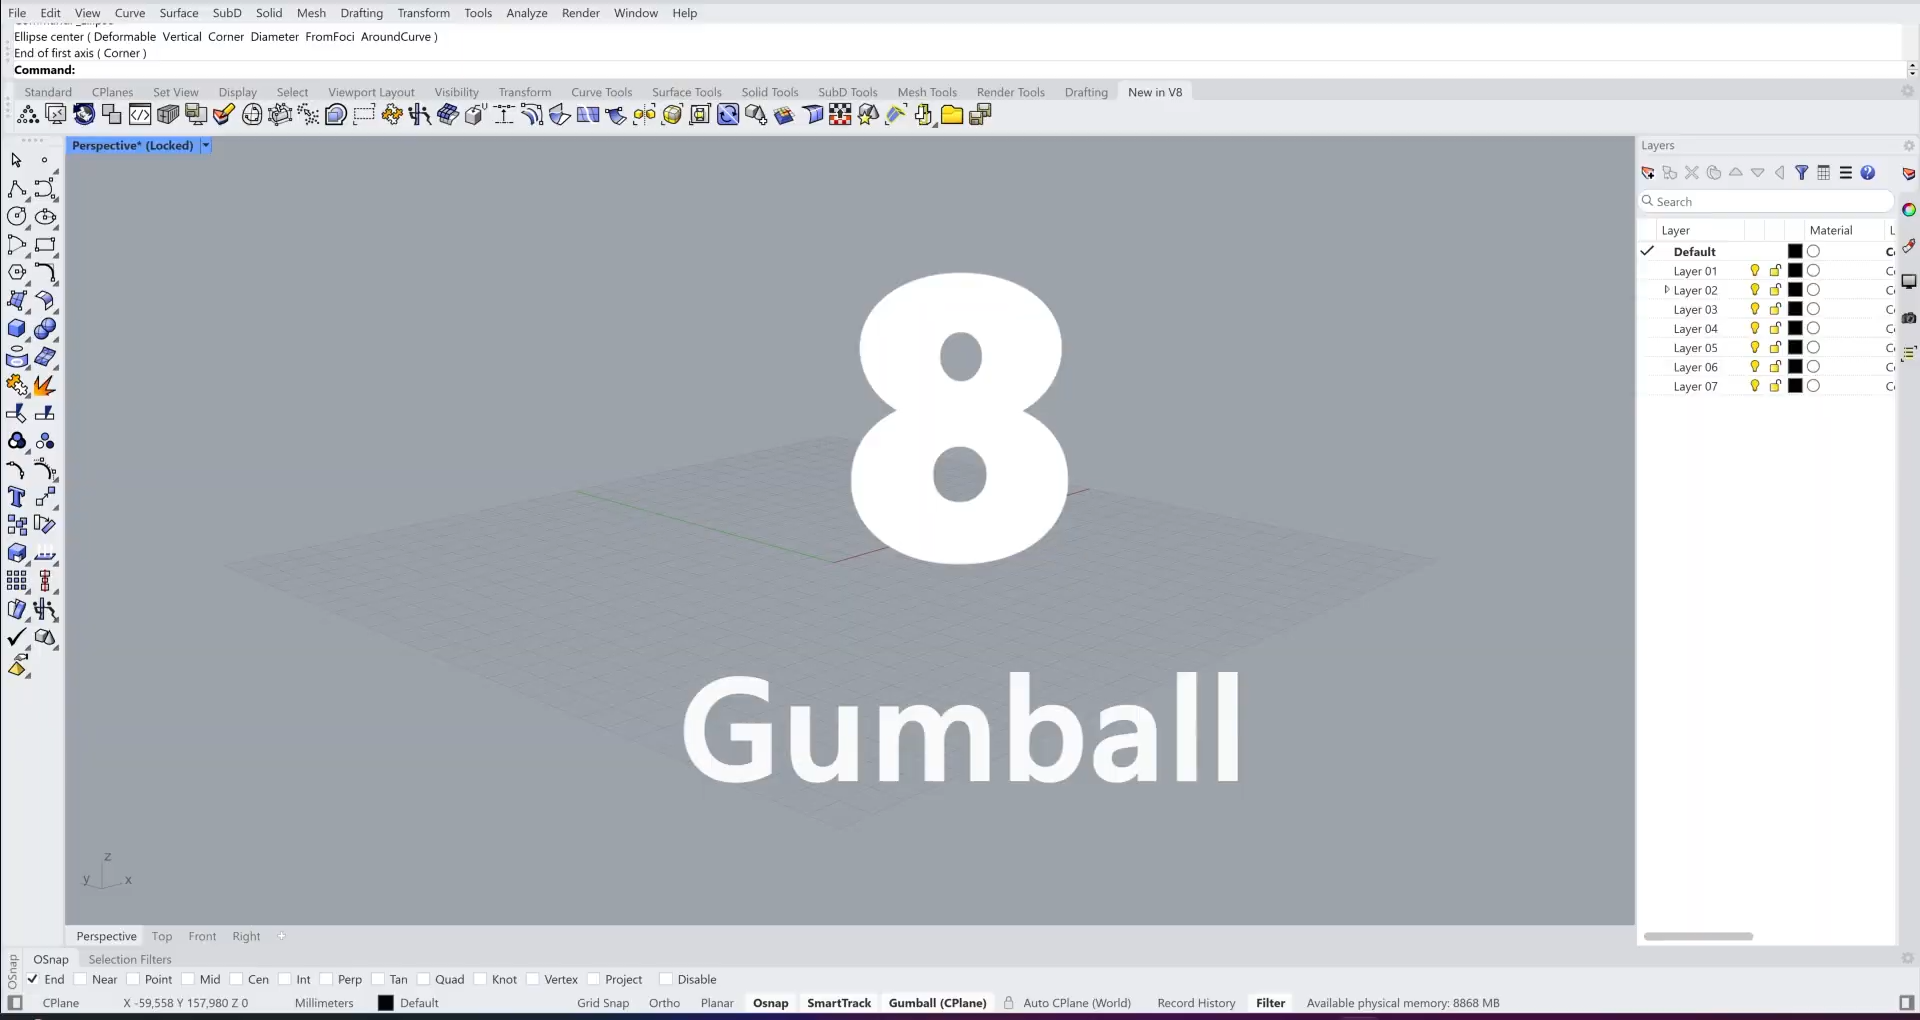 File Edit View Curve Surface SubD Solid Mesh Drafting Transform Tools Analyze Render Window Help
Ellipse center ( Deformable Vertical Corner Diameter FromFoci AroundCurve )
End of first axis ( Corner )
Command:
Standard CPlanes Set View Display Select Viewport Layout Visibility Transform Curve Tools Surface Tools Solid Tools SubD Tools Mesh Tools Render Tools Drafting New in V8
Perspective* (Locked)
Layers
Search
Layer Material L
Default
Layer 01
Layer 02
Layer 03
Layer 04
Layer 05
Layer 06
Layer 07
8
Gumball
z
y x
Perspective Top Front Right
OSnap
OSnap Selection Filters
End Near Point Mid Cen Int Perp Tan Quad Knot Vertex Project Disable
CPlane X -59,558 Y 157,980 Z 0 Millimeters Default Grid Snap Ortho Planar Osnap SmartTrack Gumball (CPlane) Auto CPlane (World) Record History Filter Available physical memory: 8868 MB